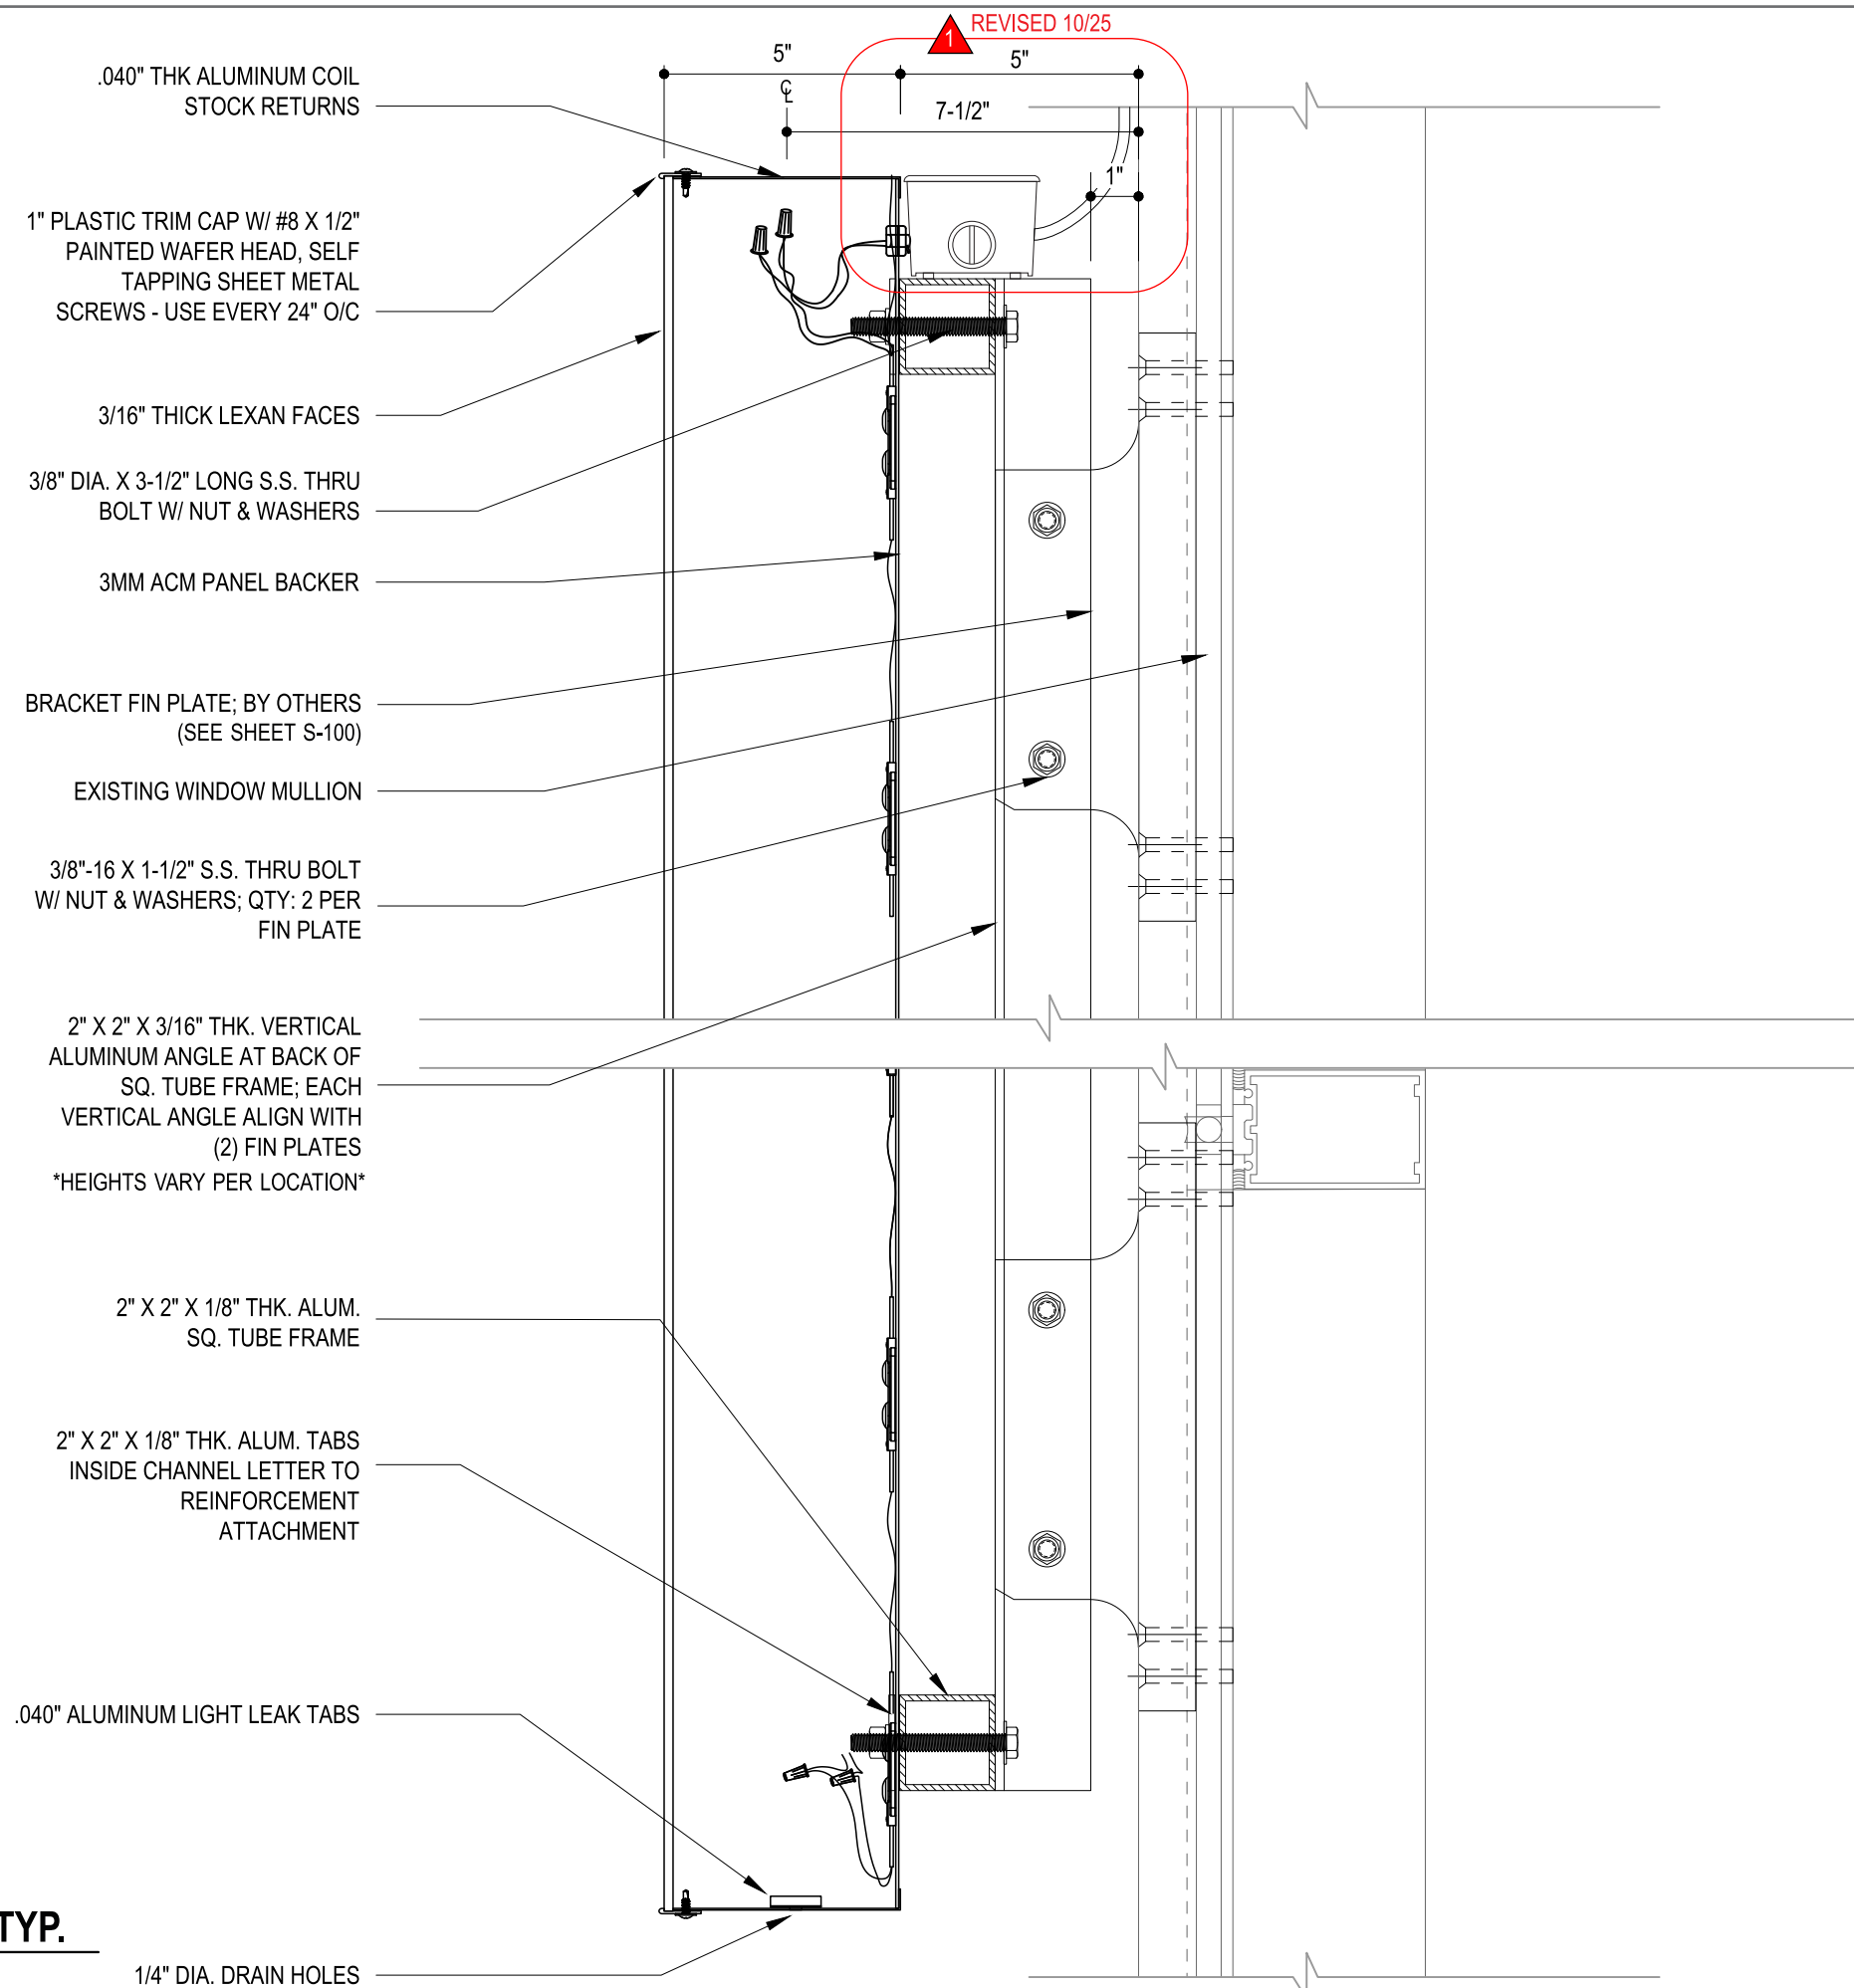 1 REVISED 10/25
5" 5"
℄
7-1/2"
1"
.040" THK ALUMINUM COIL
STOCK RETURNS
1" PLASTIC TRIM CAP W/ #8 X 1/2"
PAINTED WAFER HEAD, SELF
TAPPING SHEET METAL
SCREWS - USE EVERY 24" O/C
3/16" THICK LEXAN FACES
3/8" DIA. X 3-1/2" LONG S.S. THRU
BOLT W/ NUT & WASHERS
3MM ACM PANEL BACKER
BRACKET FIN PLATE; BY OTHERS
(SEE SHEET S-100)
EXISTING WINDOW MULLION
3/8"-16 X 1-1/2" S.S. THRU BOLT
W/ NUT & WASHERS; QTY: 2 PER
FIN PLATE
2" X 2" X 3/16" THK. VERTICAL
ALUMINUM ANGLE AT BACK OF
SQ. TUBE FRAME; EACH
VERTICAL ANGLE ALIGN WITH
(2) FIN PLATES
*HEIGHTS VARY PER LOCATION*
2" X 2" X 1/8" THK. ALUM.
SQ. TUBE FRAME
2" X 2" X 1/8" THK. ALUM. TABS
INSIDE CHANNEL LETTER TO
REINFORCEMENT
ATTACHMENT
.040" ALUMINUM LIGHT LEAK TABS
TYP.
1/4" DIA. DRAIN HOLES